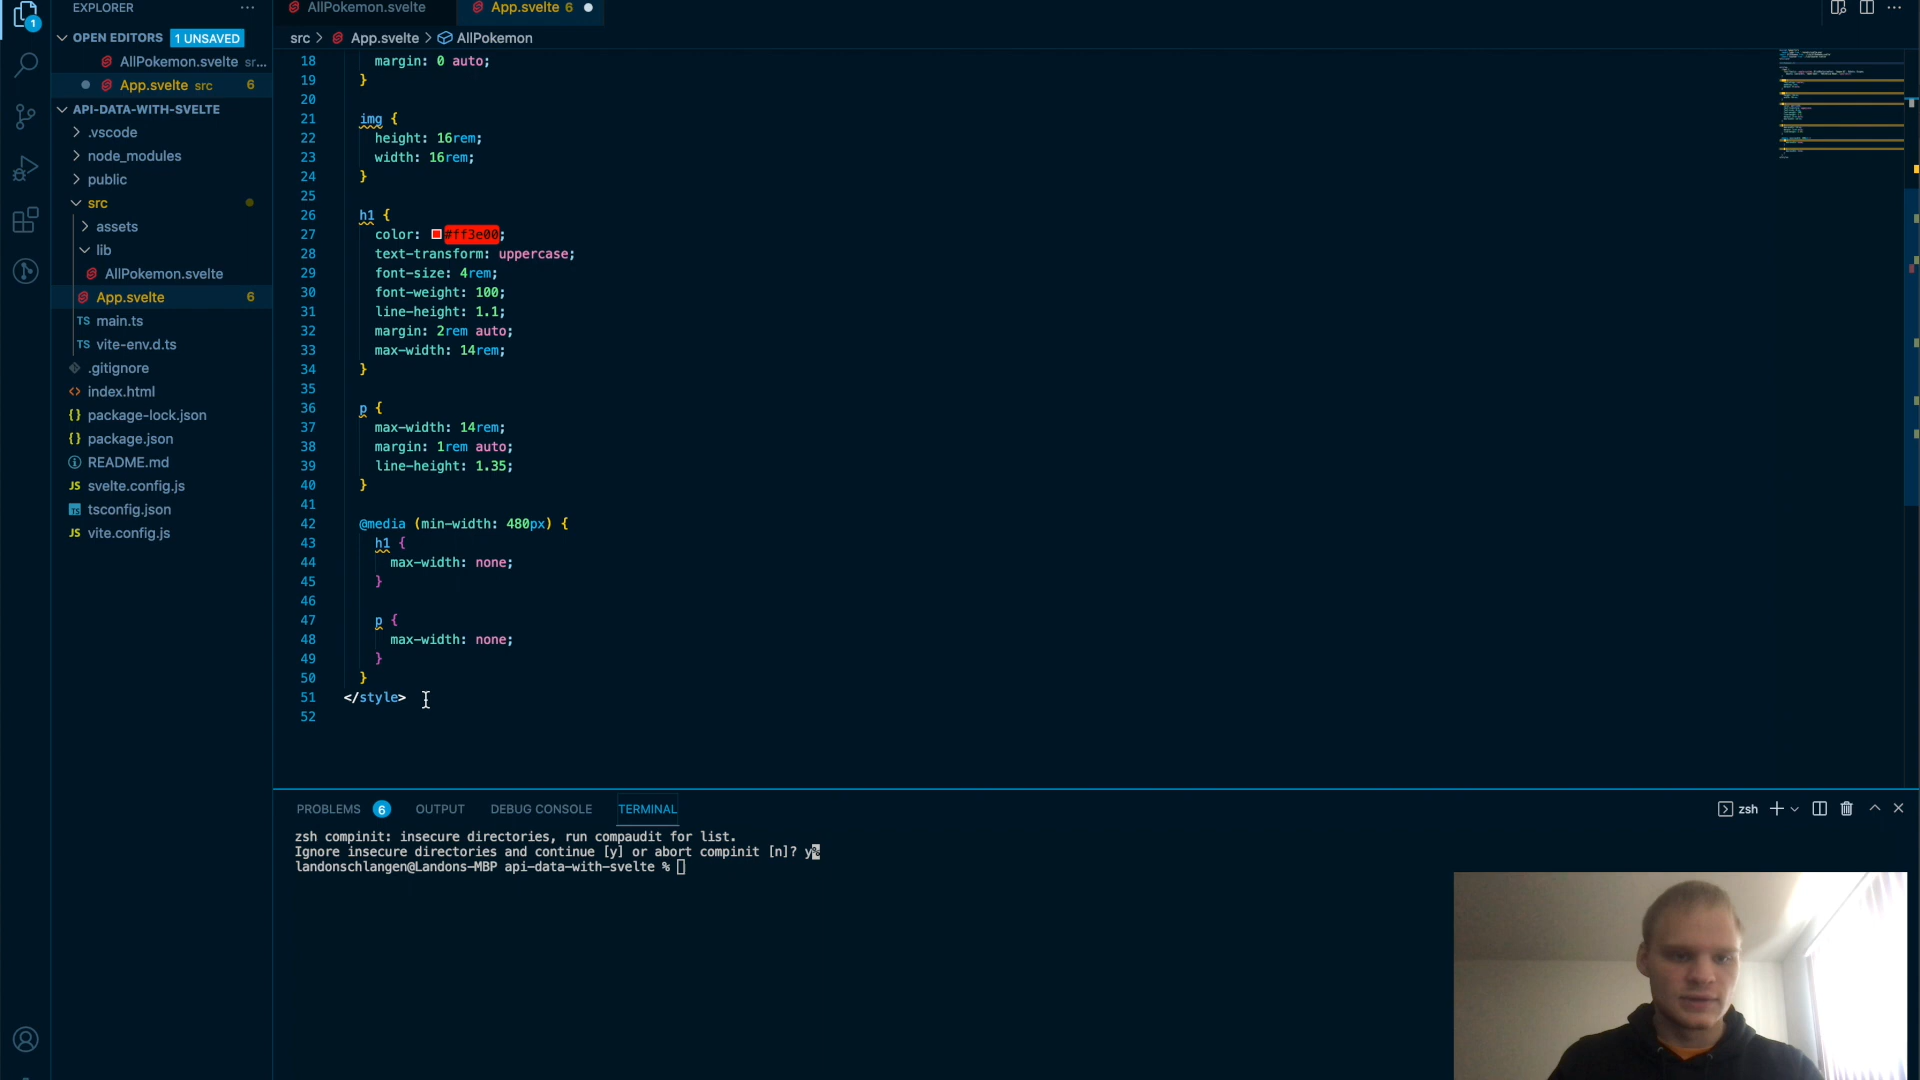 EXPLORER
AllPokemon.svelte
App.svelte 6
OPEN EDITORS 1 UNSAVED
AllPokemon.svelte sr...
App.svelte src 6
API-DATA-WITH-SVELTE
.vscode
node_modules
public
src
assets
lib
AllPokemon.svelte
App.svelte 6
TS main.ts
TS vite-env.d.ts
.gitignore
<> index.html
{} package-lock.json
{} package.json
README.md
JS svelte.config.js
TS tsconfig.json
JS vite.config.js
1
src > App.svelte > AllPokemon
18 margin: 0 auto;
19 }
20
21 img {
22 height: 16rem;
23 width: 16rem;
24 }
25
26 h1 {
27 color: #ff3e00;
28 text-transform: uppercase;
29 font-size: 4rem;
30 font-weight: 100;
31 line-height: 1.1;
32 margin: 2rem auto;
33 max-width: 14rem;
34 }
35
36 p {
37 max-width: 14rem;
38 margin: 1rem auto;
39 line-height: 1.35;
40 }
41
42 @media (min-width: 480px) {
43 h1 {
44 max-width: none;
45 }
46
47 p {
48 max-width: none;
49 }
50 }
51 </style>
52
PROBLEMS 6 OUTPUT DEBUG CONSOLE TERMINAL
zsh
zsh compinit: insecure directories, run compaudit for list.
Ignore insecure directories and continue [y] or abort compinit [n]? y%
landonschlangen@Landons-MBP api-data-with-svelte %